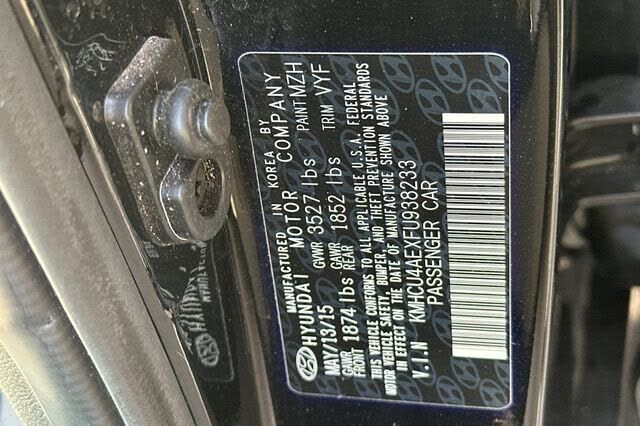 MANUFACTURED IN KOREA BY
HYUNDAI MOTOR COMPANY
MAY/13/15 GVWR 3527 lbs PAINT MZH
GAWR FRONT 1874 lbs GAWR REAR 1852 lbs TRIM VYF
THIS VEHICLE CONFORMS TO ALL APPLICABLE U.S.A. FEDERAL
MOTOR VEHICLE SAFETY, BUMPER, AND THEFT PREVENTION STANDARDS
IN EFFECT ON THE DATE OF MANUFACTURE SHOWN ABOVE
V.I.N KMHCU4AEXFU938233
PASSENGER CAR